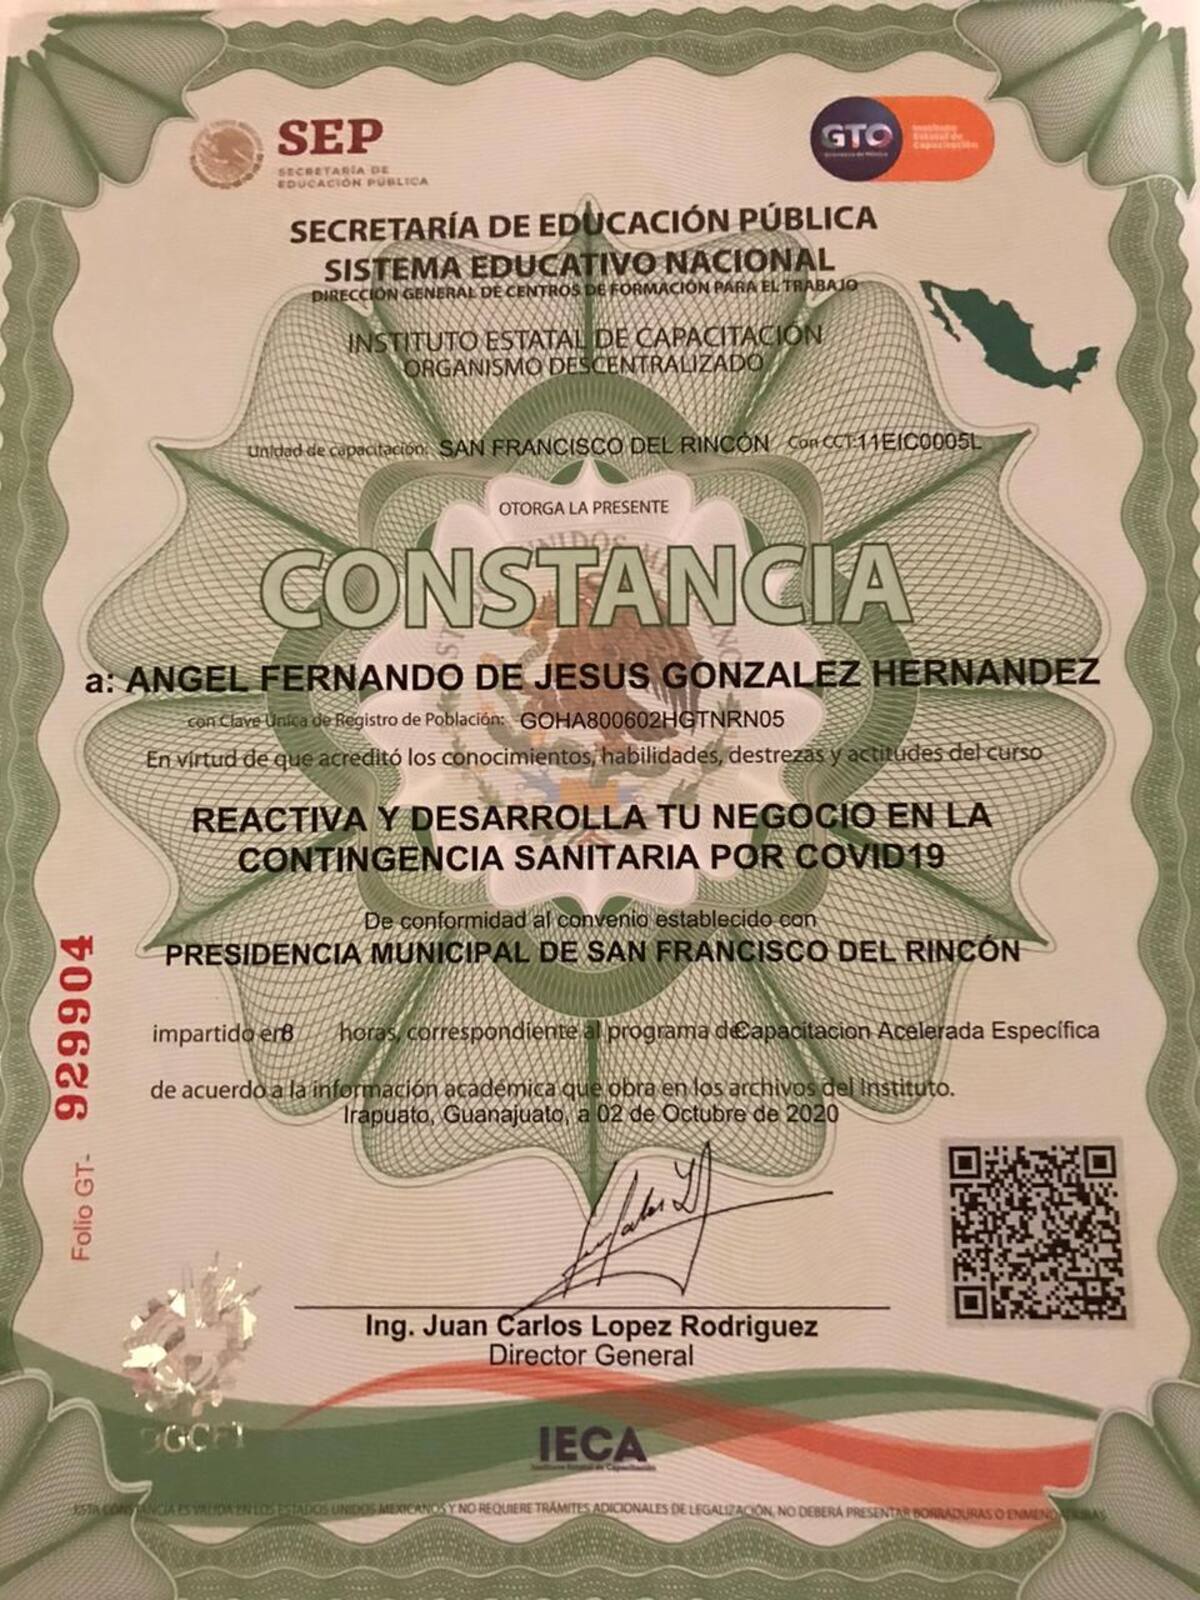 SEP
SECRETARÍA DE
EDUCACIÓN PÚBLICA
GTO
Instituto
Estatal de
Capacitación
SECRETARÍA DE EDUCACIÓN PÚBLICA
SISTEMA EDUCATIVO NACIONAL
DIRECCIÓN GENERAL DE CENTROS DE FORMACIÓN PARA EL TRABAJO
INSTITUTO ESTATAL DE CAPACITACIÓN
ORGANISMO DESCENTRALIZADO
Unidad de capacitación: SAN FRANCISCO DEL RINCÓN Con CCT:11EIC0005L
OTORGA LA PRESENTE
CONSTANCIA
a: ANGEL FERNANDO DE JESUS GONZALEZ HERNANDEZ
con Clave Única de Registro de Población: GOHA800602HGTNRN05
En virtud de que acreditó los conocimientos, habilidades, destrezas y actitudes del curso
REACTIVA Y DESARROLLA TU NEGOCIO EN LA
CONTINGENCIA SANITARIA POR COVID19
De conformidad al convenio establecido con
PRESIDENCIA MUNICIPAL DE SAN FRANCISCO DEL RINCÓN
impartido en 8 horas, correspondiente al programa de Capacitacion Acelerada Específica
de acuerdo a la información académica que obra en los archivos del Instituto.
Irapuato, Guanajuato, a 02 de Octubre de 2020
Folio GT- 929904
Ing. Juan Carlos Lopez Rodriguez
Director General
IECA
Instituto Estatal de Capacitación
ESTA CONSTANCIA ES VALIDA EN LOS ESTADOS UNIDOS MEXICANOS Y NO REQUIERE TRÁMITES ADICIONALES DE LEGALIZACIÓN, NO DEBERÁ PRESENTAR BORRADURAS O ENMENDADURAS